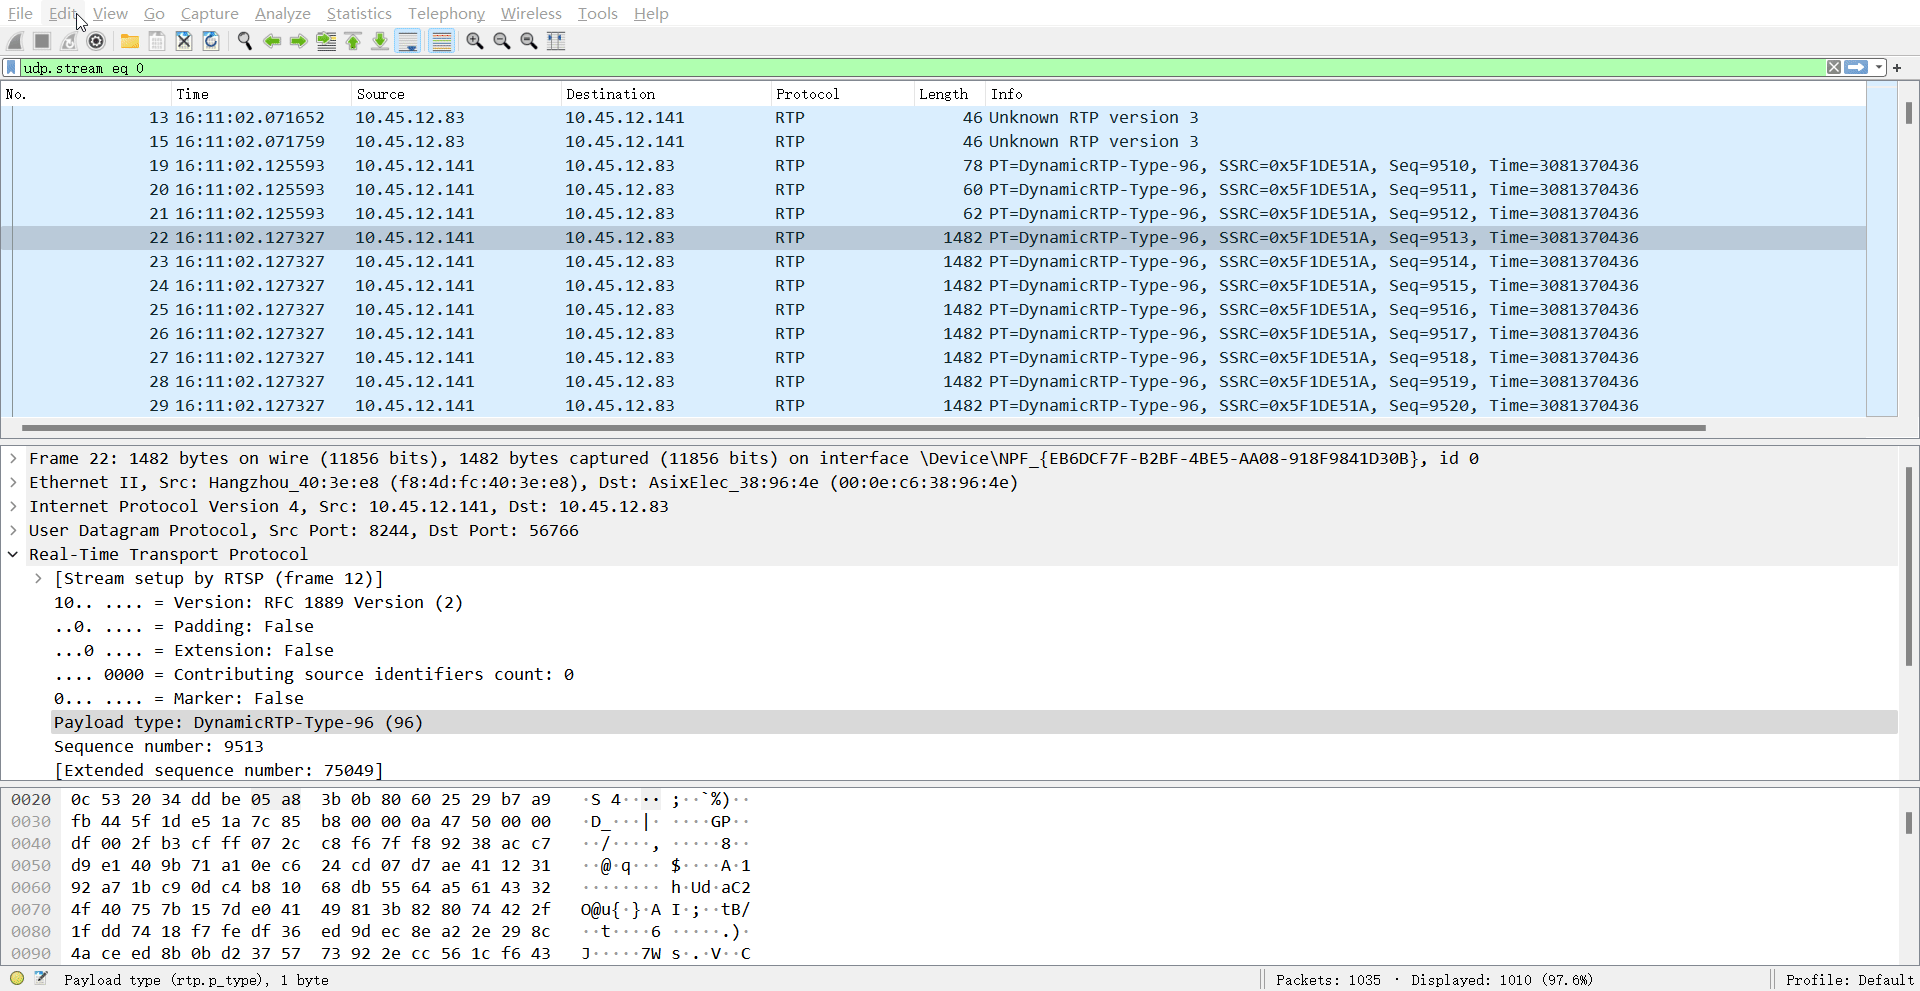 File Edit View Go Capture Analyze Statistics Telephony Wireless Tools Help
udp.stream eq 0
No. Time Source Destination Protocol Length Info
13 16:11:02.071652 10.45.12.83 10.45.12.141 RTP 46 Unknown RTP version 3
15 16:11:02.071759 10.45.12.83 10.45.12.141 RTP 46 Unknown RTP version 3
19 16:11:02.125593 10.45.12.141 10.45.12.83 RTP 78 PT=DynamicRTP-Type-96, SSRC=0x5F1DE51A, Seq=9510, Time=3081370436
20 16:11:02.125593 10.45.12.141 10.45.12.83 RTP 60 PT=DynamicRTP-Type-96, SSRC=0x5F1DE51A, Seq=9511, Time=3081370436
21 16:11:02.125593 10.45.12.141 10.45.12.83 RTP 62 PT=DynamicRTP-Type-96, SSRC=0x5F1DE51A, Seq=9512, Time=3081370436
22 16:11:02.127327 10.45.12.141 10.45.12.83 RTP 1482 PT=DynamicRTP-Type-96, SSRC=0x5F1DE51A, Seq=9513, Time=3081370436
23 16:11:02.127327 10.45.12.141 10.45.12.83 RTP 1482 PT=DynamicRTP-Type-96, SSRC=0x5F1DE51A, Seq=9514, Time=3081370436
24 16:11:02.127327 10.45.12.141 10.45.12.83 RTP 1482 PT=DynamicRTP-Type-96, SSRC=0x5F1DE51A, Seq=9515, Time=3081370436
25 16:11:02.127327 10.45.12.141 10.45.12.83 RTP 1482 PT=DynamicRTP-Type-96, SSRC=0x5F1DE51A, Seq=9516, Time=3081370436
26 16:11:02.127327 10.45.12.141 10.45.12.83 RTP 1482 PT=DynamicRTP-Type-96, SSRC=0x5F1DE51A, Seq=9517, Time=3081370436
27 16:11:02.127327 10.45.12.141 10.45.12.83 RTP 1482 PT=DynamicRTP-Type-96, SSRC=0x5F1DE51A, Seq=9518, Time=3081370436
28 16:11:02.127327 10.45.12.141 10.45.12.83 RTP 1482 PT=DynamicRTP-Type-96, SSRC=0x5F1DE51A, Seq=9519, Time=3081370436
29 16:11:02.127327 10.45.12.141 10.45.12.83 RTP 1482 PT=DynamicRTP-Type-96, SSRC=0x5F1DE51A, Seq=9520, Time=3081370436
Frame 22: 1482 bytes on wire (11856 bits), 1482 bytes captured (11856 bits) on interface \Device\NPF_{EB6DCF7F-B2BF-4BE5-AA08-918F9841D30B}, id 0
Ethernet II, Src: Hangzhou_40:3e:e8 (f8:4d:fc:40:3e:e8), Dst: AsixElec_38:96:4e (00:0e:c6:38:96:4e)
Internet Protocol Version 4, Src: 10.45.12.141, Dst: 10.45.12.83
User Datagram Protocol, Src Port: 8244, Dst Port: 56766
Real-Time Transport Protocol
[Stream setup by RTSP (frame 12)]
10.. .... = Version: RFC 1889 Version (2)
..0. .... = Padding: False
...0 .... = Extension: False
.... 0000 = Contributing source identifiers count: 0
0... .... = Marker: False
Payload type: DynamicRTP-Type-96 (96)
Sequence number: 9513
[Extended sequence number: 75049]
0020 0c 53 20 34 dd be 05 a8 3b 0b 80 60 25 29 b7 a9 ·S 4···· ;··`%)··
0030 fb 44 5f 1d e5 1a 7c 85 b8 00 00 0a 47 50 00 00 ·D_···|· ····GP··
0040 df 00 2f b3 cf ff 07 2c c8 f6 7f f8 92 38 ac c7 ··/····, ·····8··
0050 d9 e1 40 9b 71 a1 0e c6 24 cd 07 d7 ae 41 12 31 ··@·q··· $····A·1
0060 92 a7 1b c9 0d c4 b8 10 68 db 55 64 a5 61 43 32 ········ h·Ud·aC2
0070 4f 40 75 7b 15 7d e0 41 49 81 3b 82 80 74 42 2f O@u{·}·A I·;··tB/
0080 1f dd 74 18 f7 fe df 36 ed 9d ec 8e a2 2e 29 8c ··t····6 ·····.)·
0090 4a ce ed 8b 0b d2 37 57 73 92 2e cc 56 1c f6 43 J·····7W s·.·V··C
Payload type (rtp.p_type), 1 byte Packets: 1035 · Displayed: 1010 (97.6%) Profile: Default